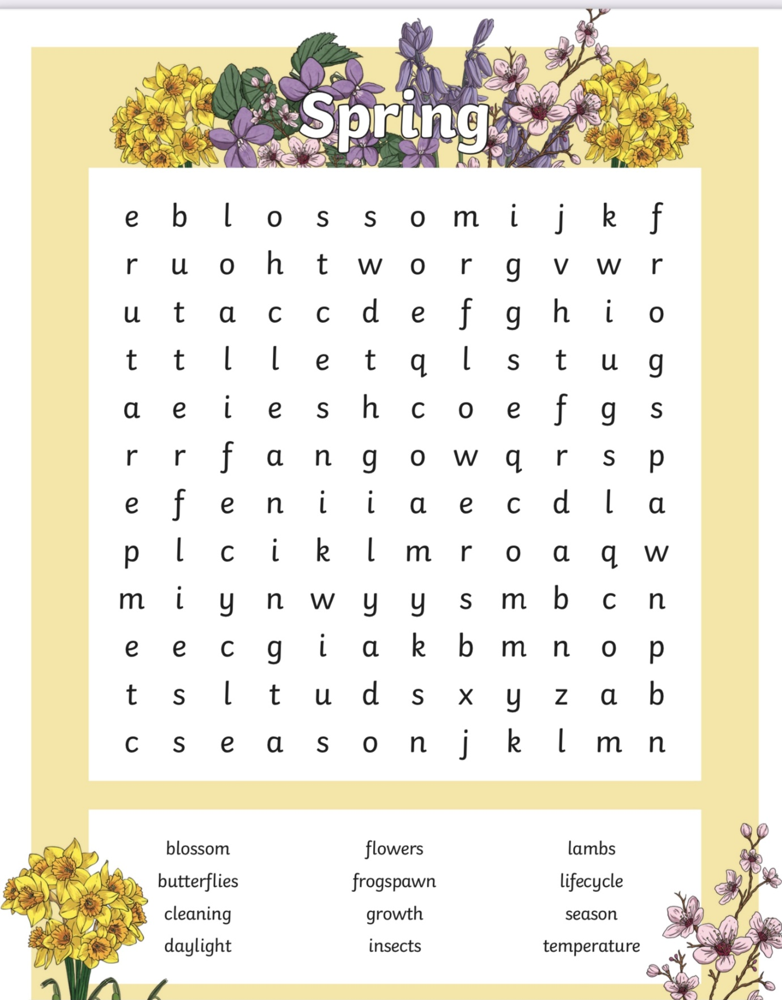 Spring
e b l o s s o m i j k f
r u o h t w o r g v w r
u t a c c d e f g h i o
t t l l e t q l s t u g
a e i e s h c o e f g s
r r f a n g o w q r s p
e f e n i i a e c d l a
p l c i k l m r o a q w
m i y n w y y s m b c n
e e c g i a k b m n o p
t s l t u d s x y z a b
c s e a s o n j k l m n
blossom flowers lambs
butterflies frogspawn lifecycle
cleaning growth season
daylight insects temperature